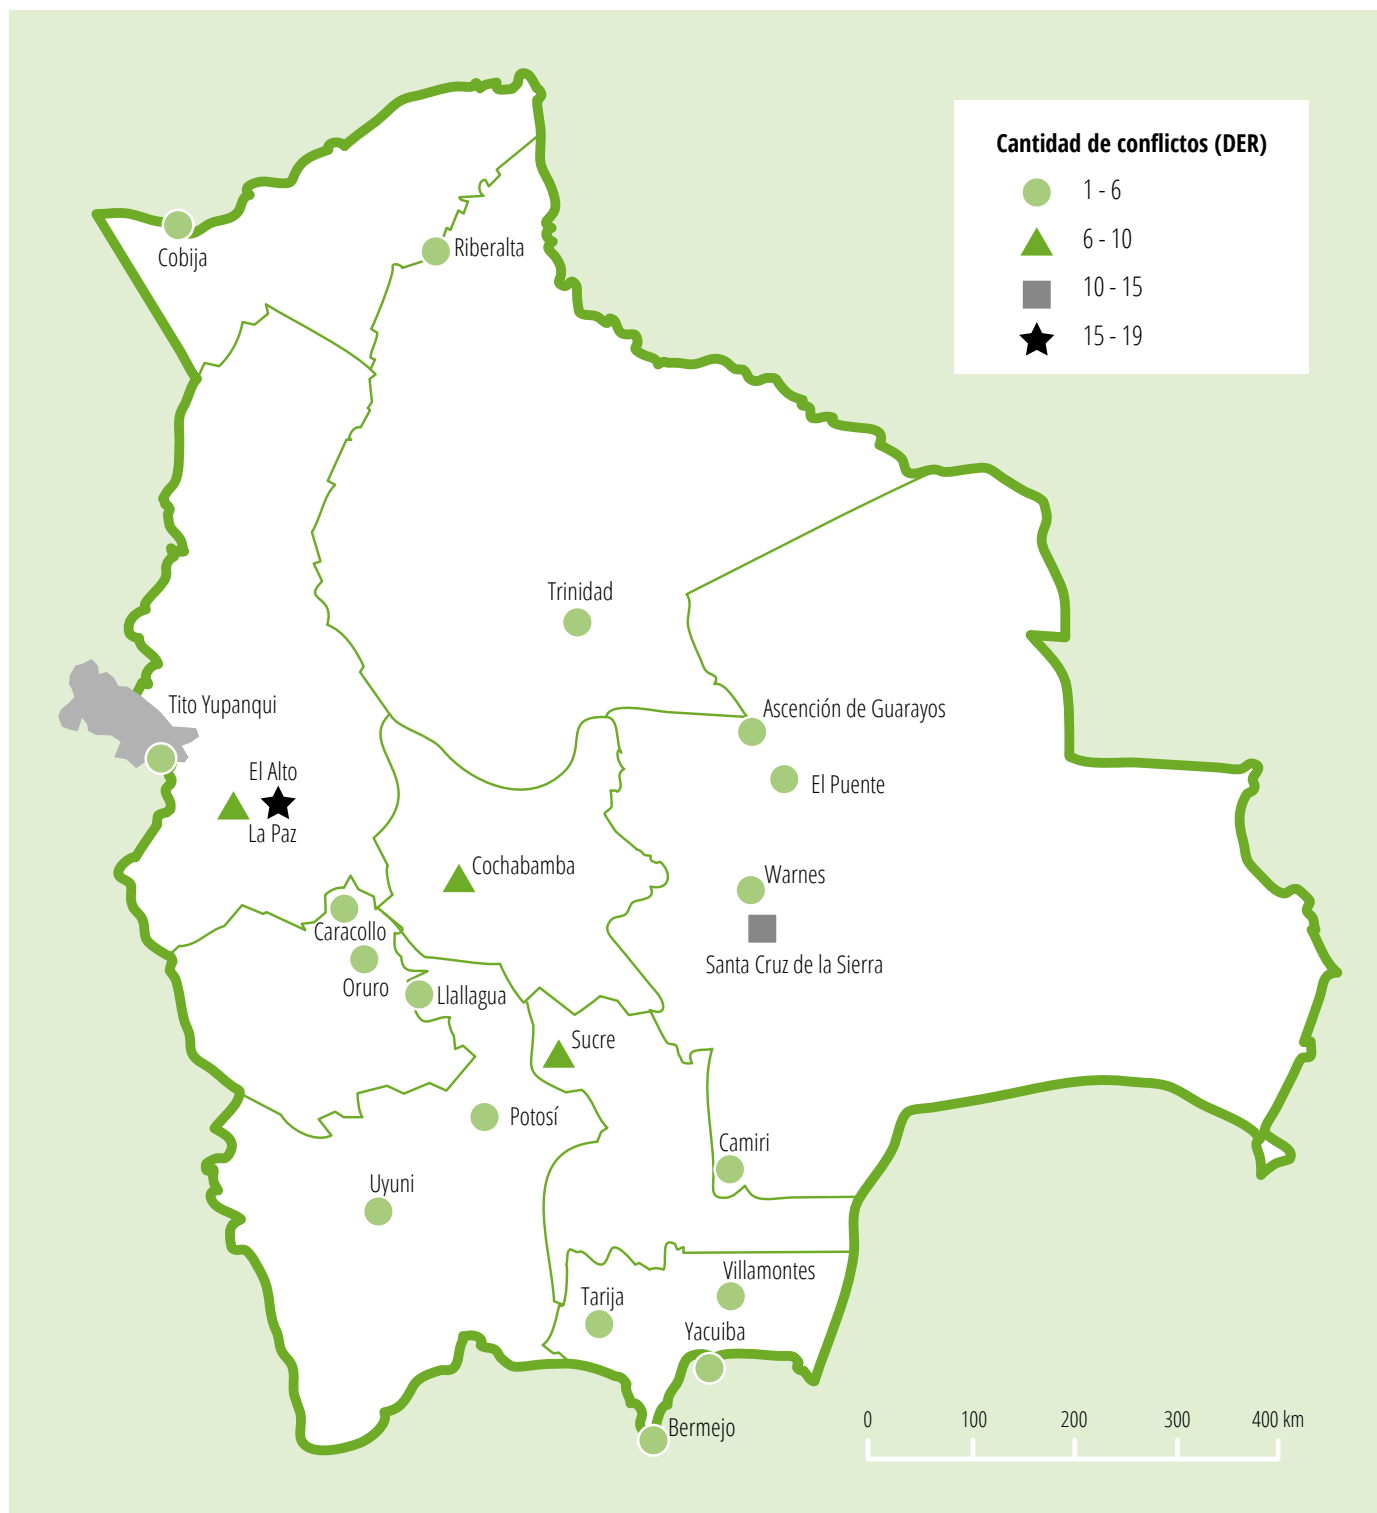 Cantidad de conflictos (DER)
1 - 6
6 - 10
10 - 15
15 - 19
Cobija
Riberalta
Trinidad
Tito Yupanqui
Ascención de Guarayos
El Alto
El Puente
La Paz
Cochabamba
Warnes
Caracollo
Santa Cruz de la Sierra
Oruro
Llallagua
Sucre
Potosí
Camiri
Uyuni
Villamontes
Tarija
Yacuiba
Bermejo
0 100 200 300 400 km